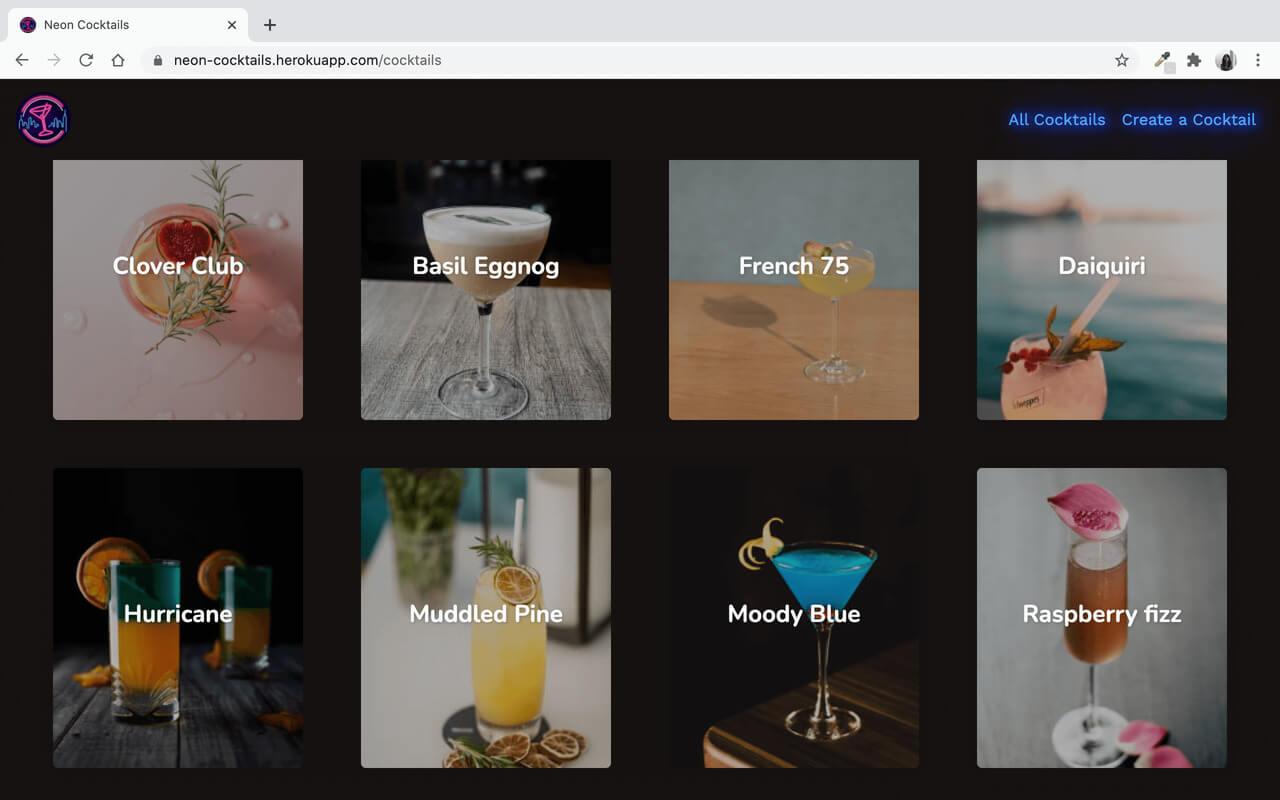 Neon Cocktails
neon-cocktails.herokuapp.com/cocktails
All Cocktails Create a Cocktail
Clover Club
Basil Eggnog
French 75
Daiquiri
Hurricane
Muddled Pine
Moody Blue
Raspberry fizz